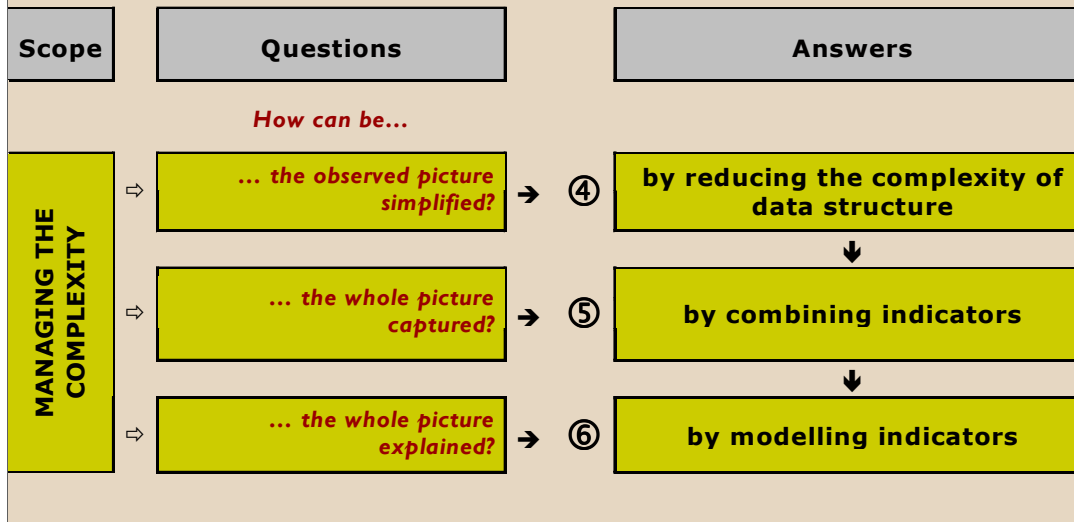 Scope
Questions
Answers
How can be...
MANAGING THE
COMPLEXITY
⇨
... the observed picture
simplified?
➔
④
by reducing the complexity of
data structure
🡻
⇨
... the whole picture
captured?
➔
⑤
by combining indicators
🡻
⇨
... the whole picture
explained?
➔
⑥
by modelling indicators